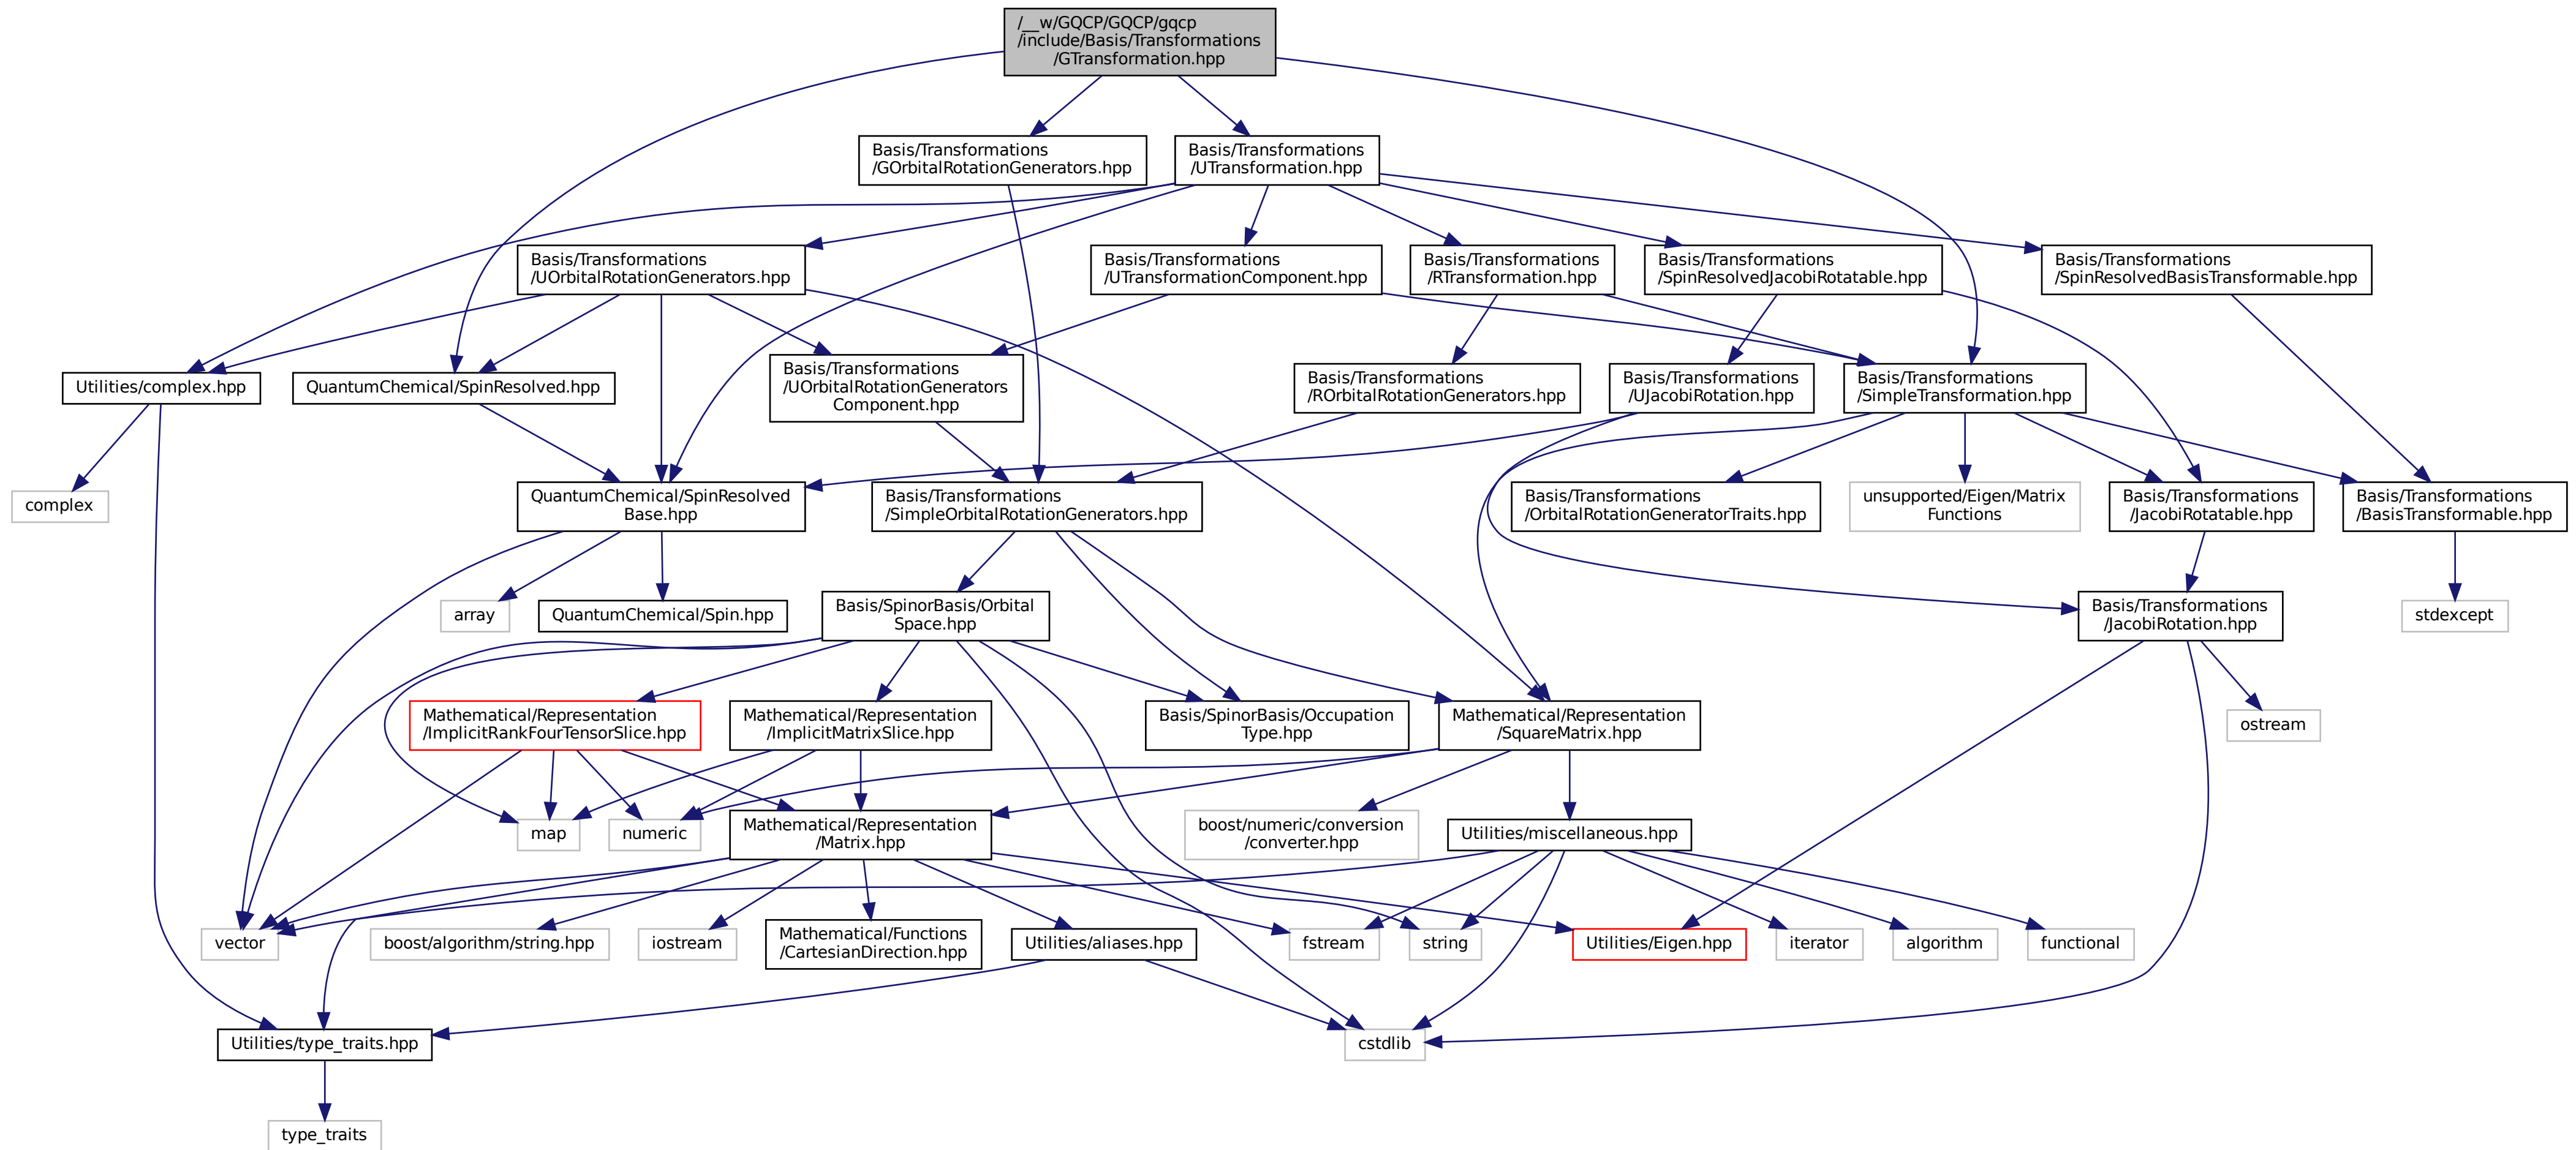 /__w/GQCP/GQCP/gqcp
/include/Basis/Transformations
/GTransformation.hpp
Basis/Transformations
/GOrbitalRotationGenerators.hpp
Basis/Transformations
/UTransformation.hpp
Basis/Transformations
/UOrbitalRotationGenerators.hpp
Basis/Transformations
/UTransformationComponent.hpp
Basis/Transformations
/RTransformation.hpp
Basis/Transformations
/SpinResolvedJacobiRotatable.hpp
Basis/Transformations
/SpinResolvedBasisTransformable.hpp
Utilities/complex.hpp
QuantumChemical/SpinResolved.hpp
Basis/Transformations
/UOrbitalRotationGenerators
Component.hpp
Basis/Transformations
/ROrbitalRotationGenerators.hpp
Basis/Transformations
/UJacobiRotation.hpp
Basis/Transformations
/SimpleTransformation.hpp
complex
QuantumChemical/SpinResolved
Base.hpp
Basis/Transformations
/SimpleOrbitalRotationGenerators.hpp
Basis/Transformations
/OrbitalRotationGeneratorTraits.hpp
unsupported/Eigen/Matrix
Functions
Basis/Transformations
/JacobiRotatable.hpp
Basis/Transformations
/BasisTransformable.hpp
array
QuantumChemical/Spin.hpp
Basis/SpinorBasis/Orbital
Space.hpp
Basis/Transformations
/JacobiRotation.hpp
stdexcept
Mathematical/Representation
/ImplicitRankFourTensorSlice.hpp
Mathematical/Representation
/ImplicitMatrixSlice.hpp
Basis/SpinorBasis/Occupation
Type.hpp
Mathematical/Representation
/SquareMatrix.hpp
ostream
map
numeric
Mathematical/Representation
/Matrix.hpp
boost/numeric/conversion
/converter.hpp
Utilities/miscellaneous.hpp
vector
boost/algorithm/string.hpp
iostream
Mathematical/Functions
/CartesianDirection.hpp
Utilities/aliases.hpp
fstream
string
Utilities/Eigen.hpp
iterator
algorithm
functional
Utilities/type_traits.hpp
cstdlib
type_traits